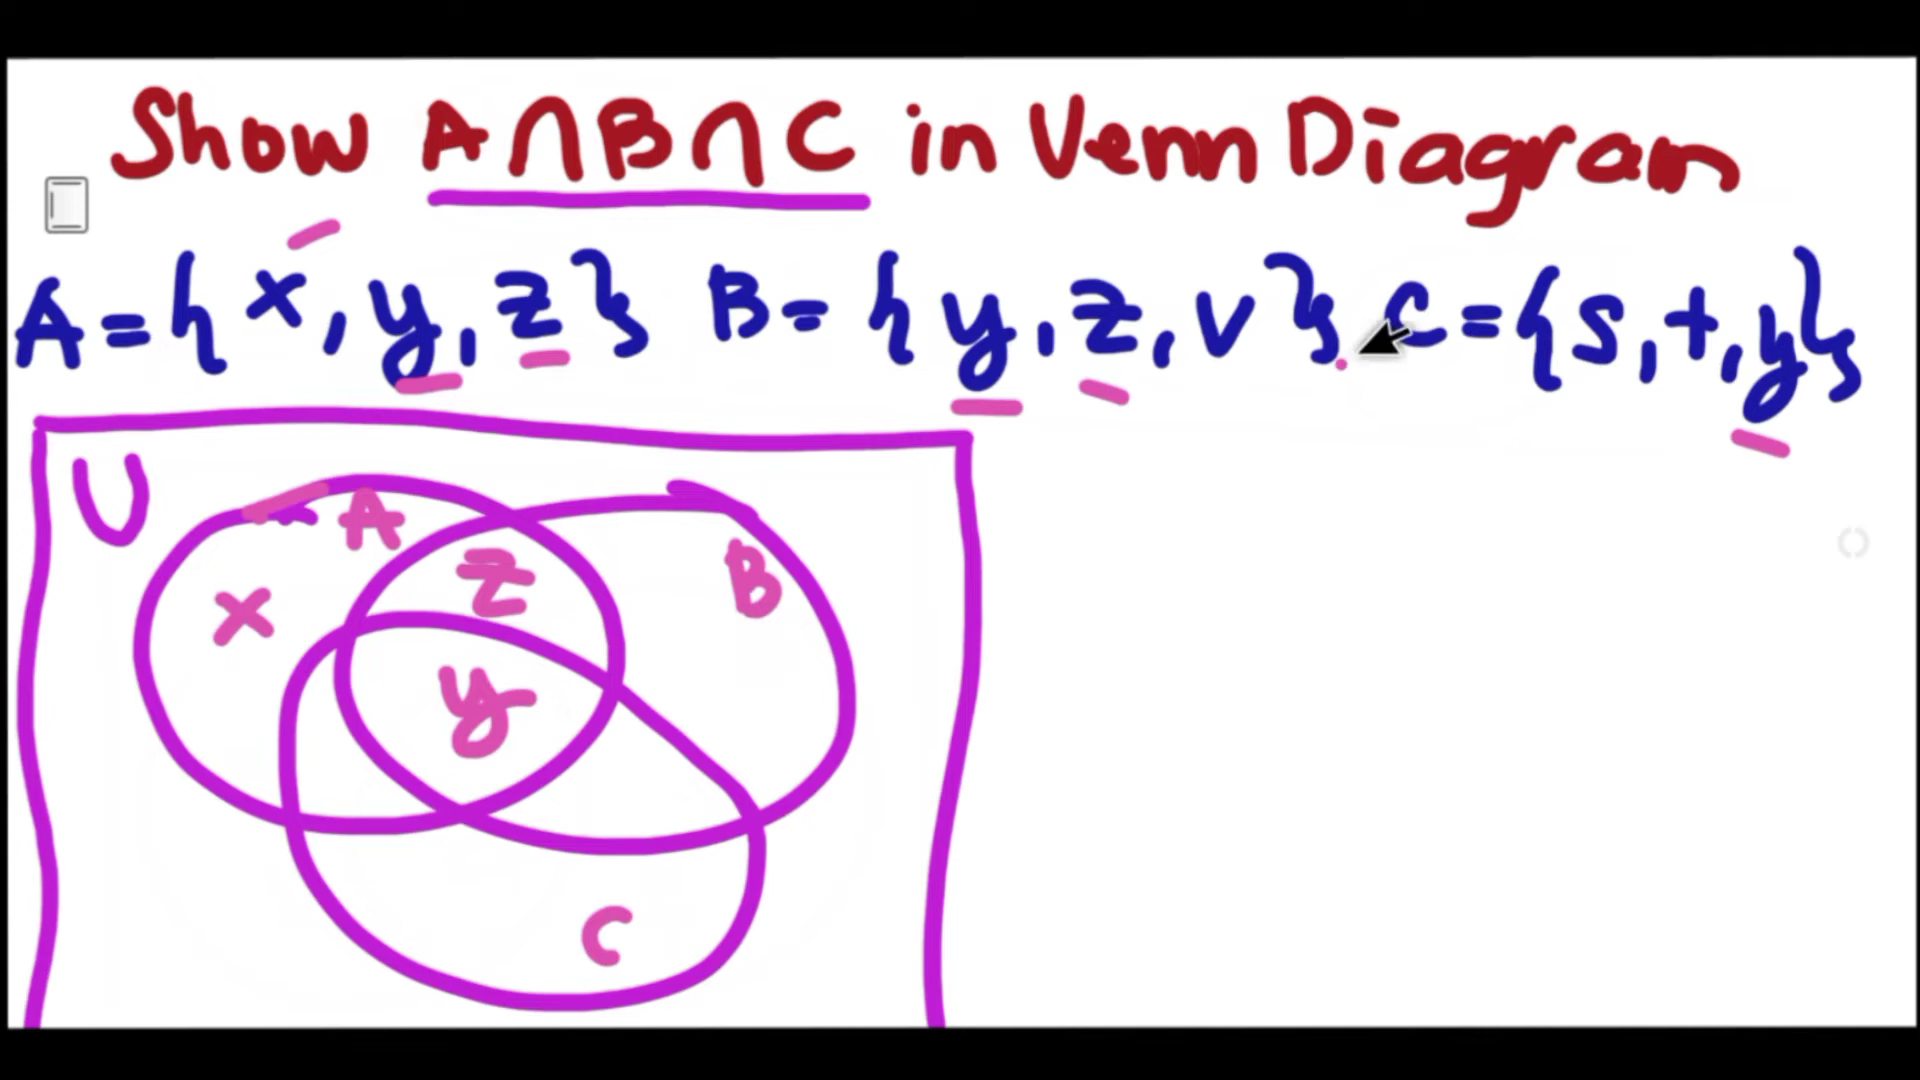 Show A∩B∩C in Venn Diagram
A={x,y,z} B={y,z,v}. C={s,t,y}
U
A
Z
B
x
y
C